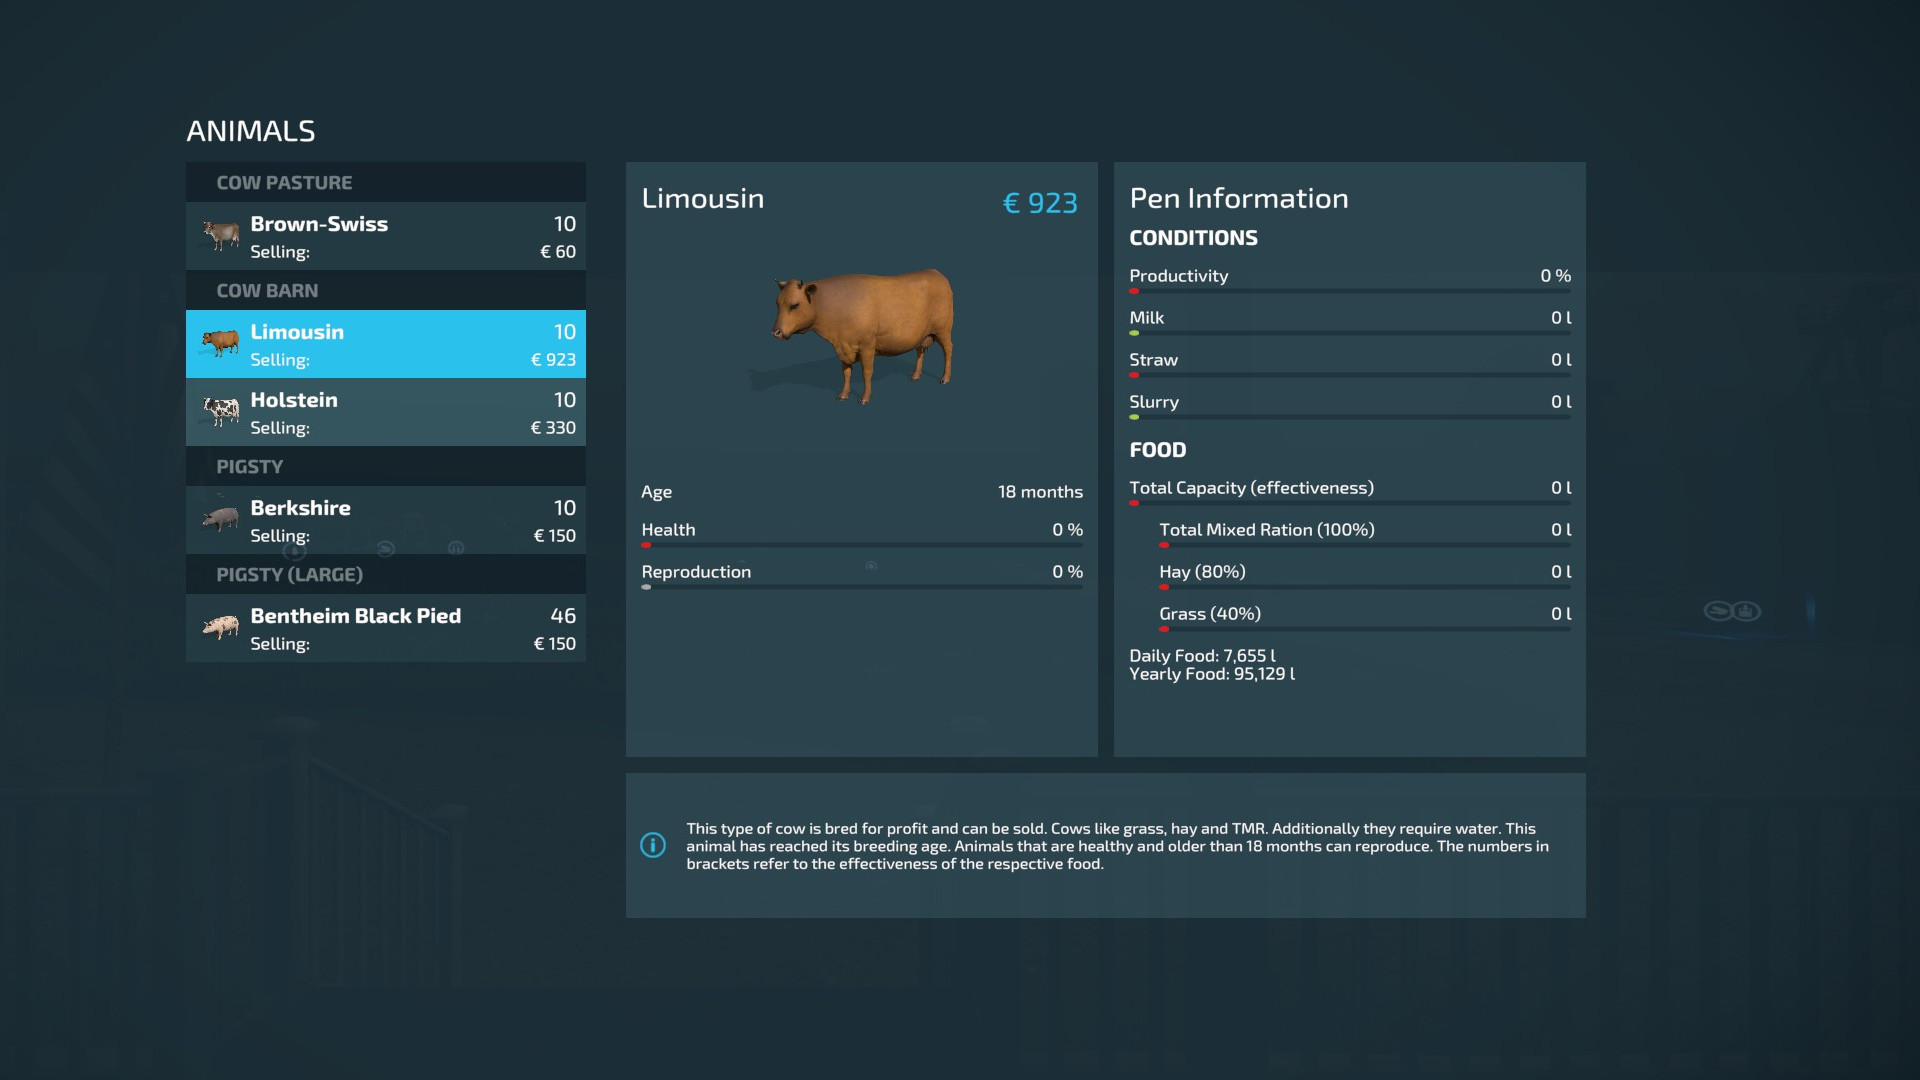 ANIMALS
COW PASTURE
Brown-Swiss 10
Selling: € 60
COW BARN
Limousin 10
Selling: € 923
Holstein 10
Selling: € 330
PIGSTY
Berkshire 10
Selling: € 150
PIGSTY (LARGE)
Bentheim Black Pied 46
Selling: € 150
Limousin € 923
Age 18 months
Health 0 %
Reproduction 0 %
Pen Information
CONDITIONS
Productivity 0 %
Milk 0 l
Straw 0 l
Slurry 0 l
FOOD
Total Capacity (effectiveness) 0 l
Total Mixed Ration (100%) 0 l
Hay (80%) 0 l
Grass (40%) 0 l
Daily Food: 7,655 l
Yearly Food: 95,129 l
This type of cow is bred for profit and can be sold. Cows like grass, hay and TMR. Additionally they require water. This
animal has reached its breeding age. Animals that are healthy and older than 18 months can reproduce. The numbers in
brackets refer to the effectiveness of the respective food.